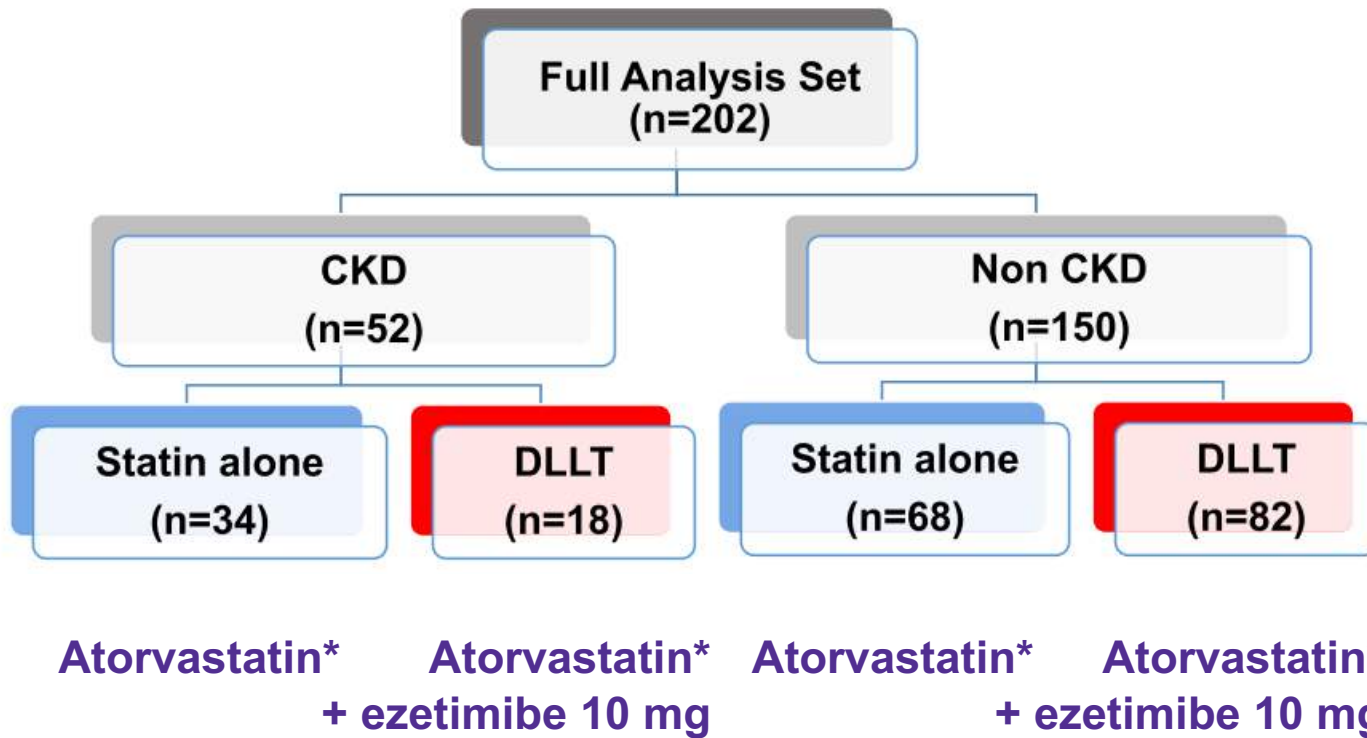 Full Analysis Set
(n=202)
CKD
(n=52)
Non CKD
(n=150)
Statin alone
(n=34)
DLLT
(n=18)
Statin alone
(n=68)
DLLT
(n=82)
Atorvastatin*
Atorvastatin*
+ ezetimibe 10 mg
Atorvastatin*
Atorvastatin
+ ezetimibe 10 mg